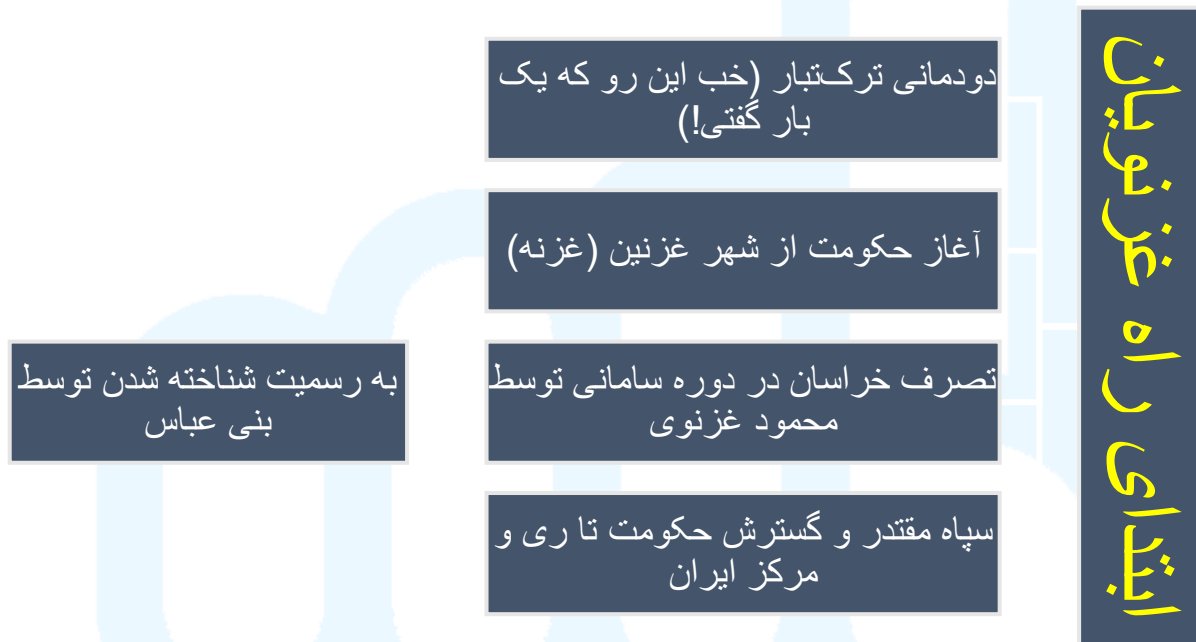 ابتدای راه غزنویان
دودمانی ترک‌تبار (خب این رو که یک
بار گفتی!)
آغاز حکومت از شهر غزنین (غزنه)
تصرف خراسان در دوره سامانی توسط
محمود غزنوی
به رسمیت شناخته شدن توسط
بنی عباس
سپاه مقتدر و گسترش حکومت تا ری و
مرکز ایران